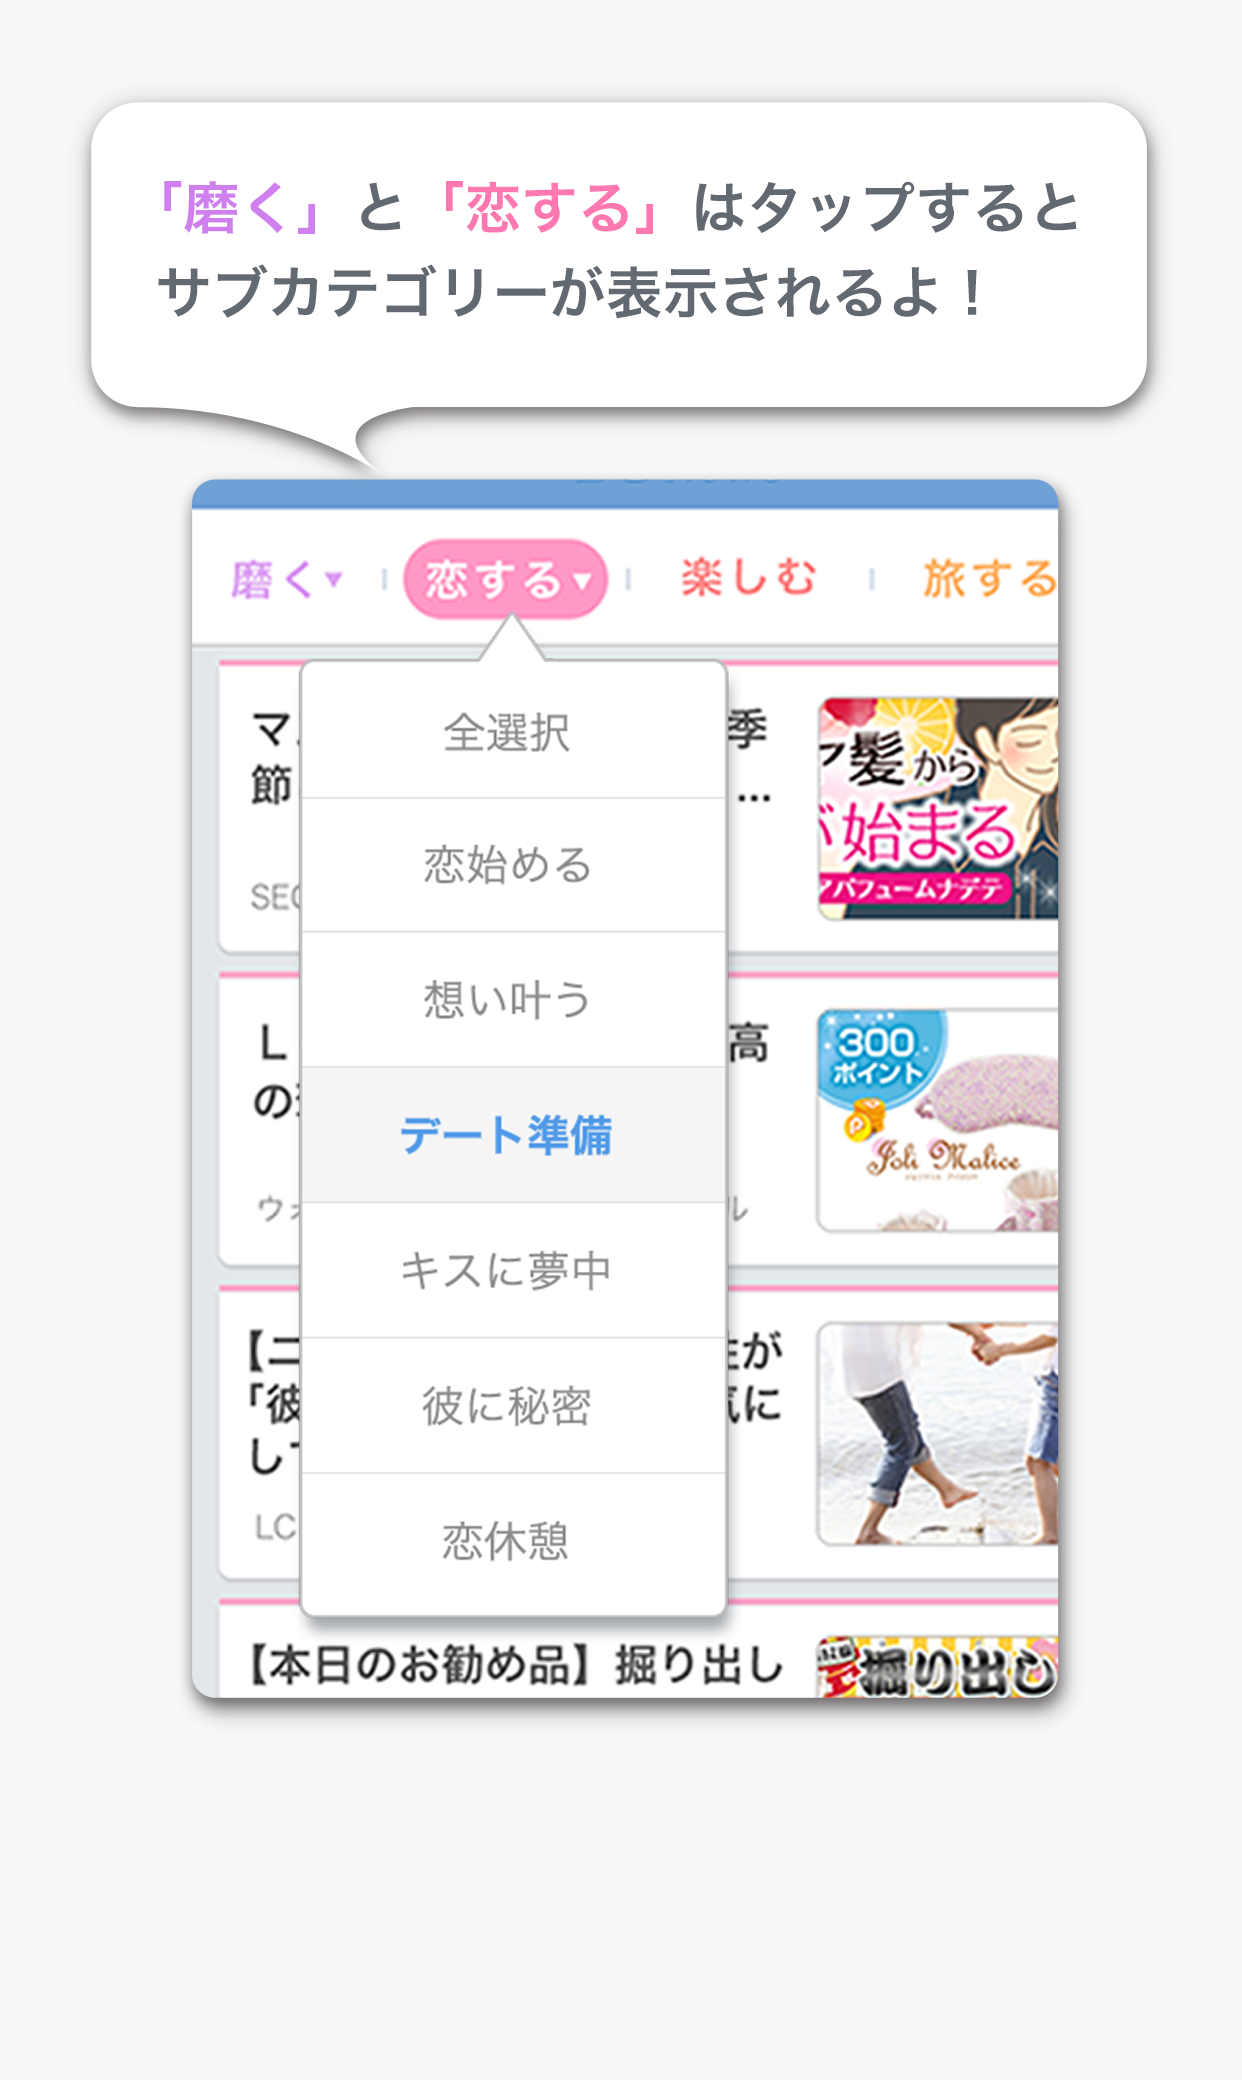 「磨く」と「恋する」はタップすると
サブカテゴリーが表示されるよ！
磨く▼
恋する▼
楽しむ
旅する
全選択
恋始める
想い叶う
デート準備
キスに夢中
彼に秘密
恋休憩
季
節
...
髪から
が始まる
パフュームナデテ
L
高
の
300
ポイント
Joli Malice
ル
が
「彼
気に
し
LC
【本日のお勧め品】掘り出し
掘り出し